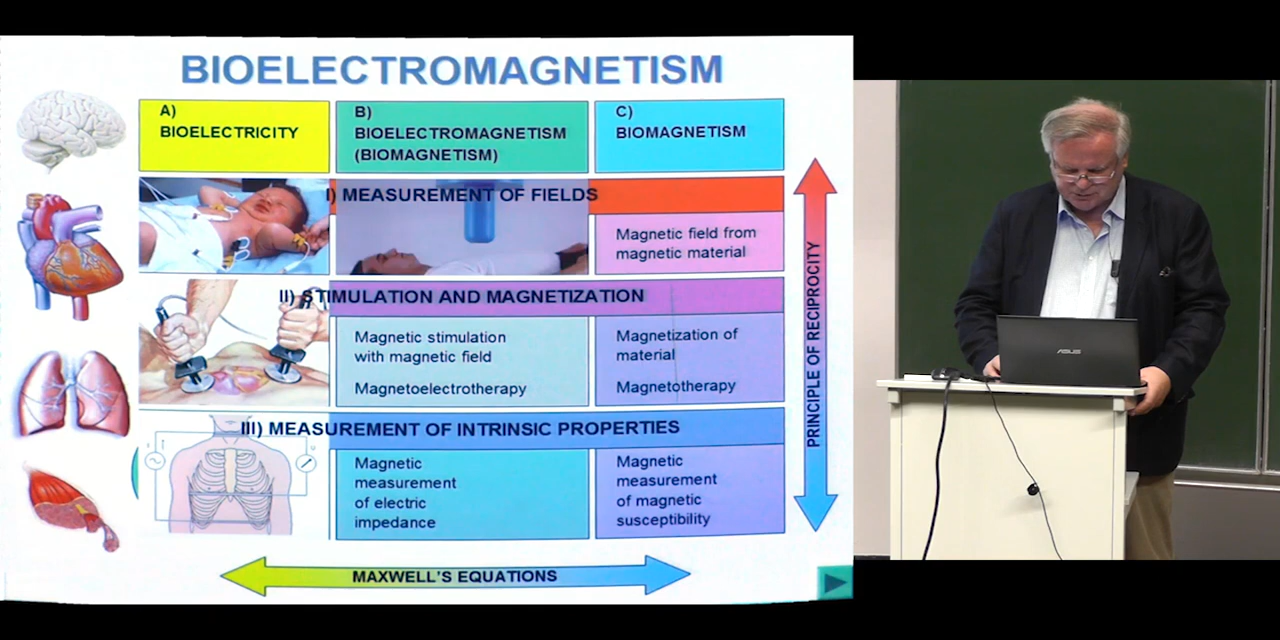 BIOELECTROMAGNETISM
A)
BIOELECTRICITY
B)
BIOELECTROMAGNETISM
(BIOMAGNETISM)
C)
BIOMAGNETISM
I) MEASUREMENT OF FIELDS
Magnetic field from
magnetic material
II) STIMULATION AND MAGNETIZATION
Magnetic stimulation
with magnetic field
Magnetoelectrotherapy
Magnetization of
material
Magnetotherapy
III) MEASUREMENT OF INTRINSIC PROPERTIES
Magnetic
measurement
of electric
impedance
Magnetic
measurement
of magnetic
susceptibility
PRINCIPLE OF RECIPROCITY
MAXWELL'S EQUATIONS
ASUS